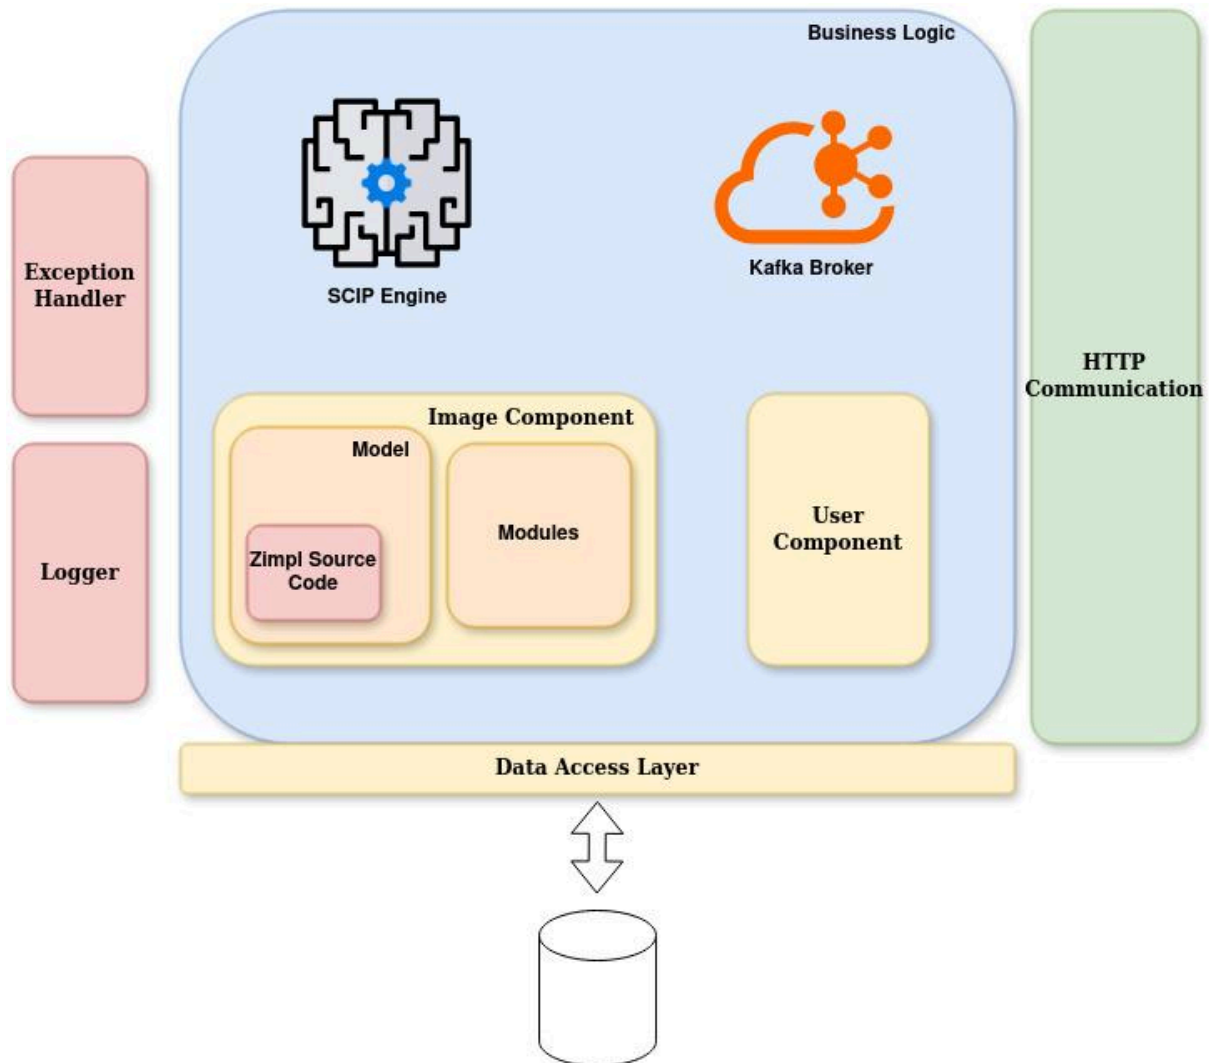 Business Logic
SCIP Engine
Kafka Broker
Exception
Handler
Logger
HTTP
Communication
Image Component
Model
Zimpl Source
Code
Modules
User
Component
Data Access Layer